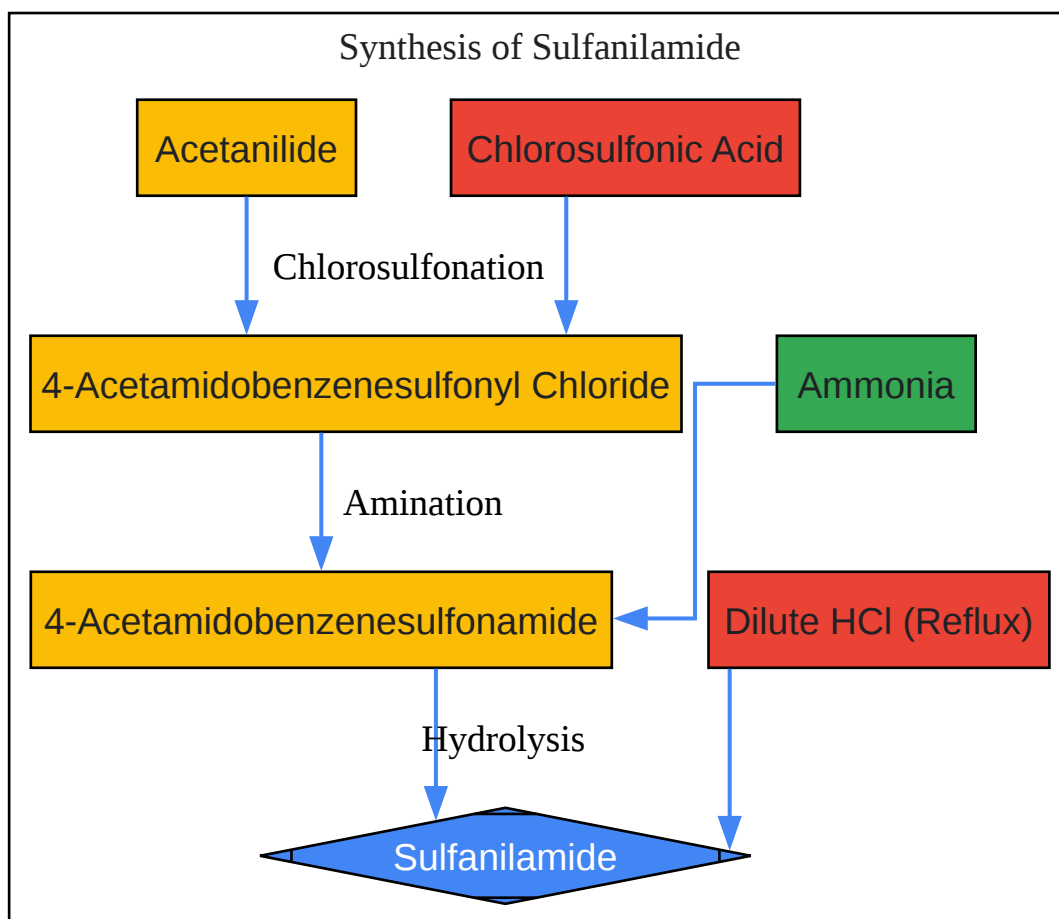 Synthesis of Sulfanilamide
Acetanilide
Chlorosulfonic Acid
Chlorosulfonation
4-Acetamidobenzenesulfonyl Chloride
Ammonia
Amination
4-Acetamidobenzenesulfonamide
Dilute HCl (Reflux)
Hydrolysis
Sulfanilamide